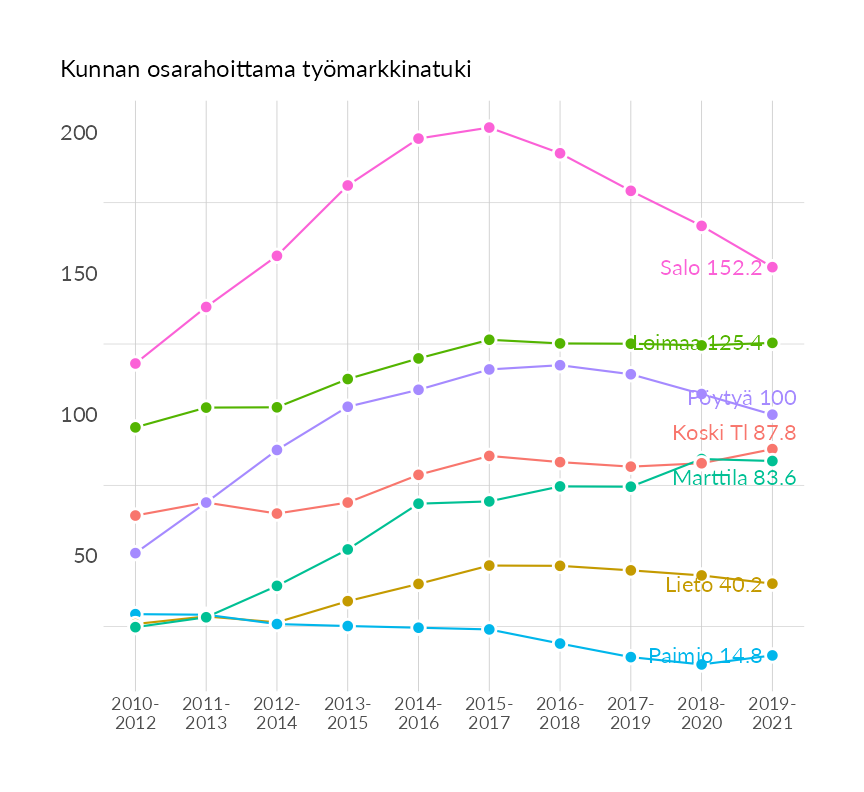 Kunnan osarahoittama työmarkkinatuki
200
150
100
50
Salo 152.2
Loimaa 125.4
Pöytyä 100
Koski Tl 87.8
Marttila 83.6
Lieto 40.2
Paimio 14.8
2010- 2011- 2012- 2013- 2014- 2015- 2016- 2017- 2018- 2019-
2012 2013 2014 2015 2016 2017 2018 2019 2020 2021